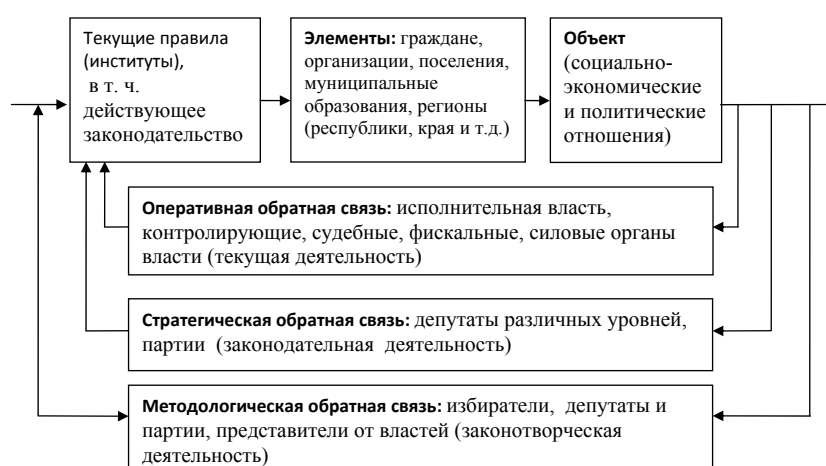 Текущие правила
(институты),
в т. ч.
действующее
законодательство
Элементы: граждане,
организации, поселения,
муниципальные
образования, регионы
(республики, края и т.д.)
Объект
(социально-
экономические
и политические
отношения)
Оперативная обратная связь: исполнительная власть,
контролирующие, судебные, фискальные, силовые органы
власти (текущая деятельность)
Стратегическая обратная связь: депутаты различных уровней,
партии (законодательная деятельность)
Методологическая обратная связь: избиратели, депутаты и
партии, представители от властей (законотворческая
деятельность)